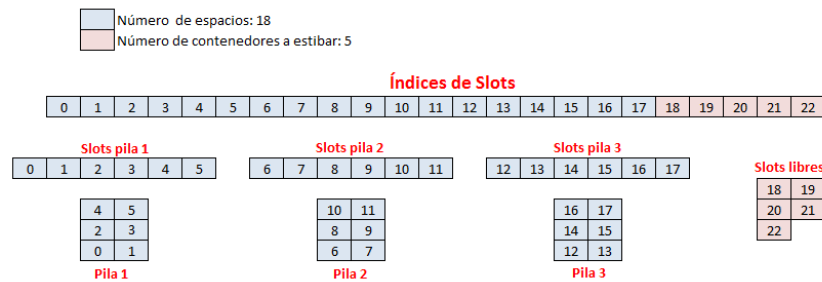 Número de espacios: 18
Número de contenedores a estibar: 5
Índices de Slots
0 1 2 3 4 5 6 7 8 9 10 11 12 13 14 15 16 17 18 19 20 21 22
Slots pila 1 Slots pila 2 Slots pila 3
0 1 2 3 4 5 6 7 8 9 10 11 12 13 14 15 16 17
Slots libres
18 19
20 21
22
4 5
2 3
0 1
Pila 1
10 11
8 9
6 7
Pila 2
16 17
14 15
12 13
Pila 3